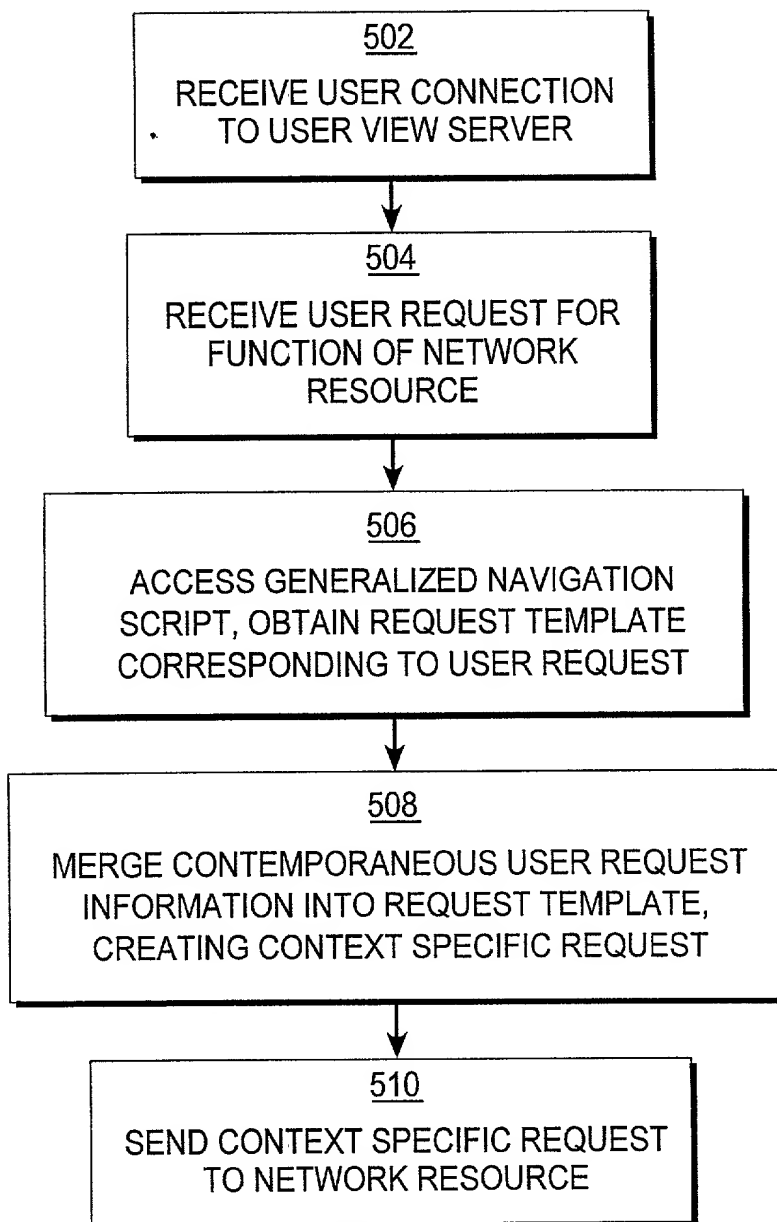 502
RECEIVE USER CONNECTION
TO USER VIEW SERVER
504
RECEIVE USER REQUEST FOR
FUNCTION OF NETWORK
RESOURCE
506
ACCESS GENERALIZED NAVIGATION
SCRIPT, OBTAIN REQUEST TEMPLATE
CORRESPONDING TO USER REQUEST
508
MERGE CONTEMPORANEOUS USER REQUEST
INFORMATION INTO REQUEST TEMPLATE,
CREATING CONTEXT SPECIFIC REQUEST
510
SEND CONTEXT SPECIFIC REQUEST
TO NETWORK RESOURCE